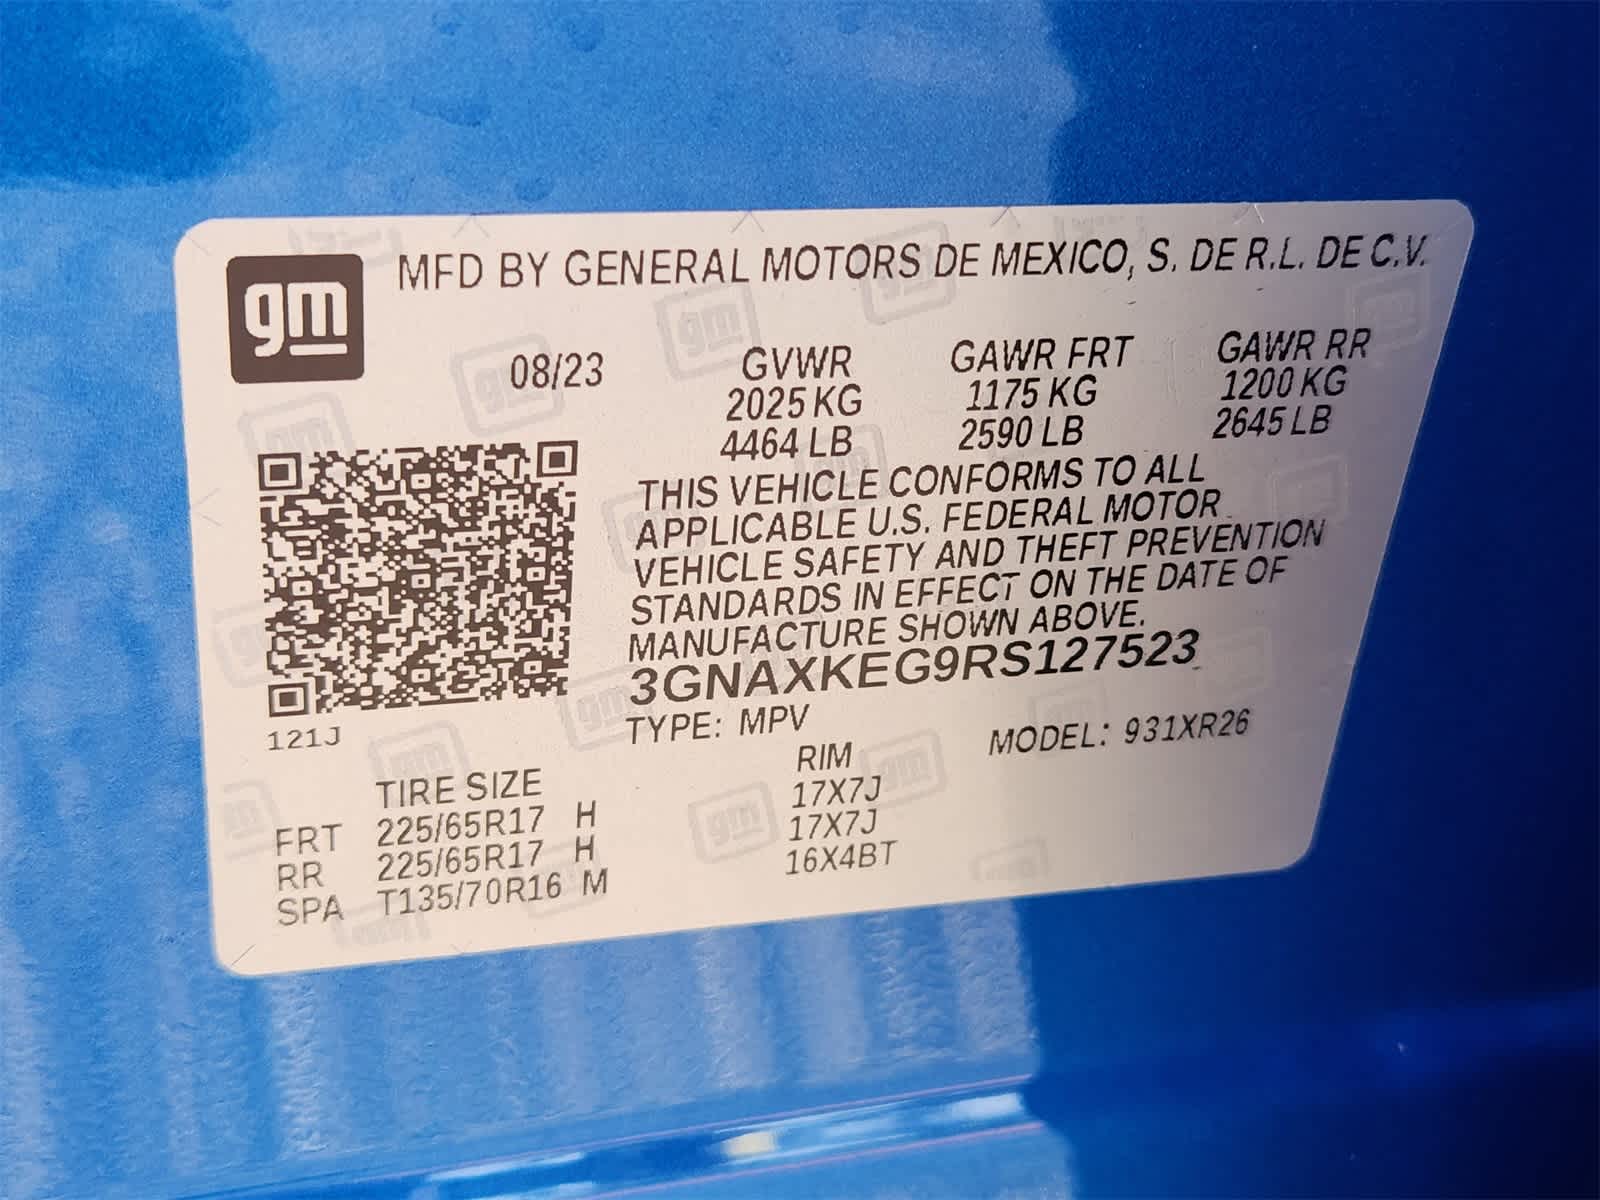 gm
MFD BY GENERAL MOTORS DE MEXICO, S. DE R.L. DE C.V.
08/23
GVWR GAWR FRT GAWR RR
2025 KG 1175 KG 1200 KG
4464 LB 2590 LB 2645 LB
THIS VEHICLE CONFORMS TO ALL
APPLICABLE U.S. FEDERAL MOTOR
VEHICLE SAFETY AND THEFT PREVENTION
STANDARDS IN EFFECT ON THE DATE OF
MANUFACTURE SHOWN ABOVE.
3GNAXKEG9RS127523
121J
TYPE: MPV MODEL: 931XR26
TIRE SIZE RIM
FRT 225/65R17 H 17X7J
RR 225/65R17 H 17X7J
SPA T135/70R16 M 16X4BT